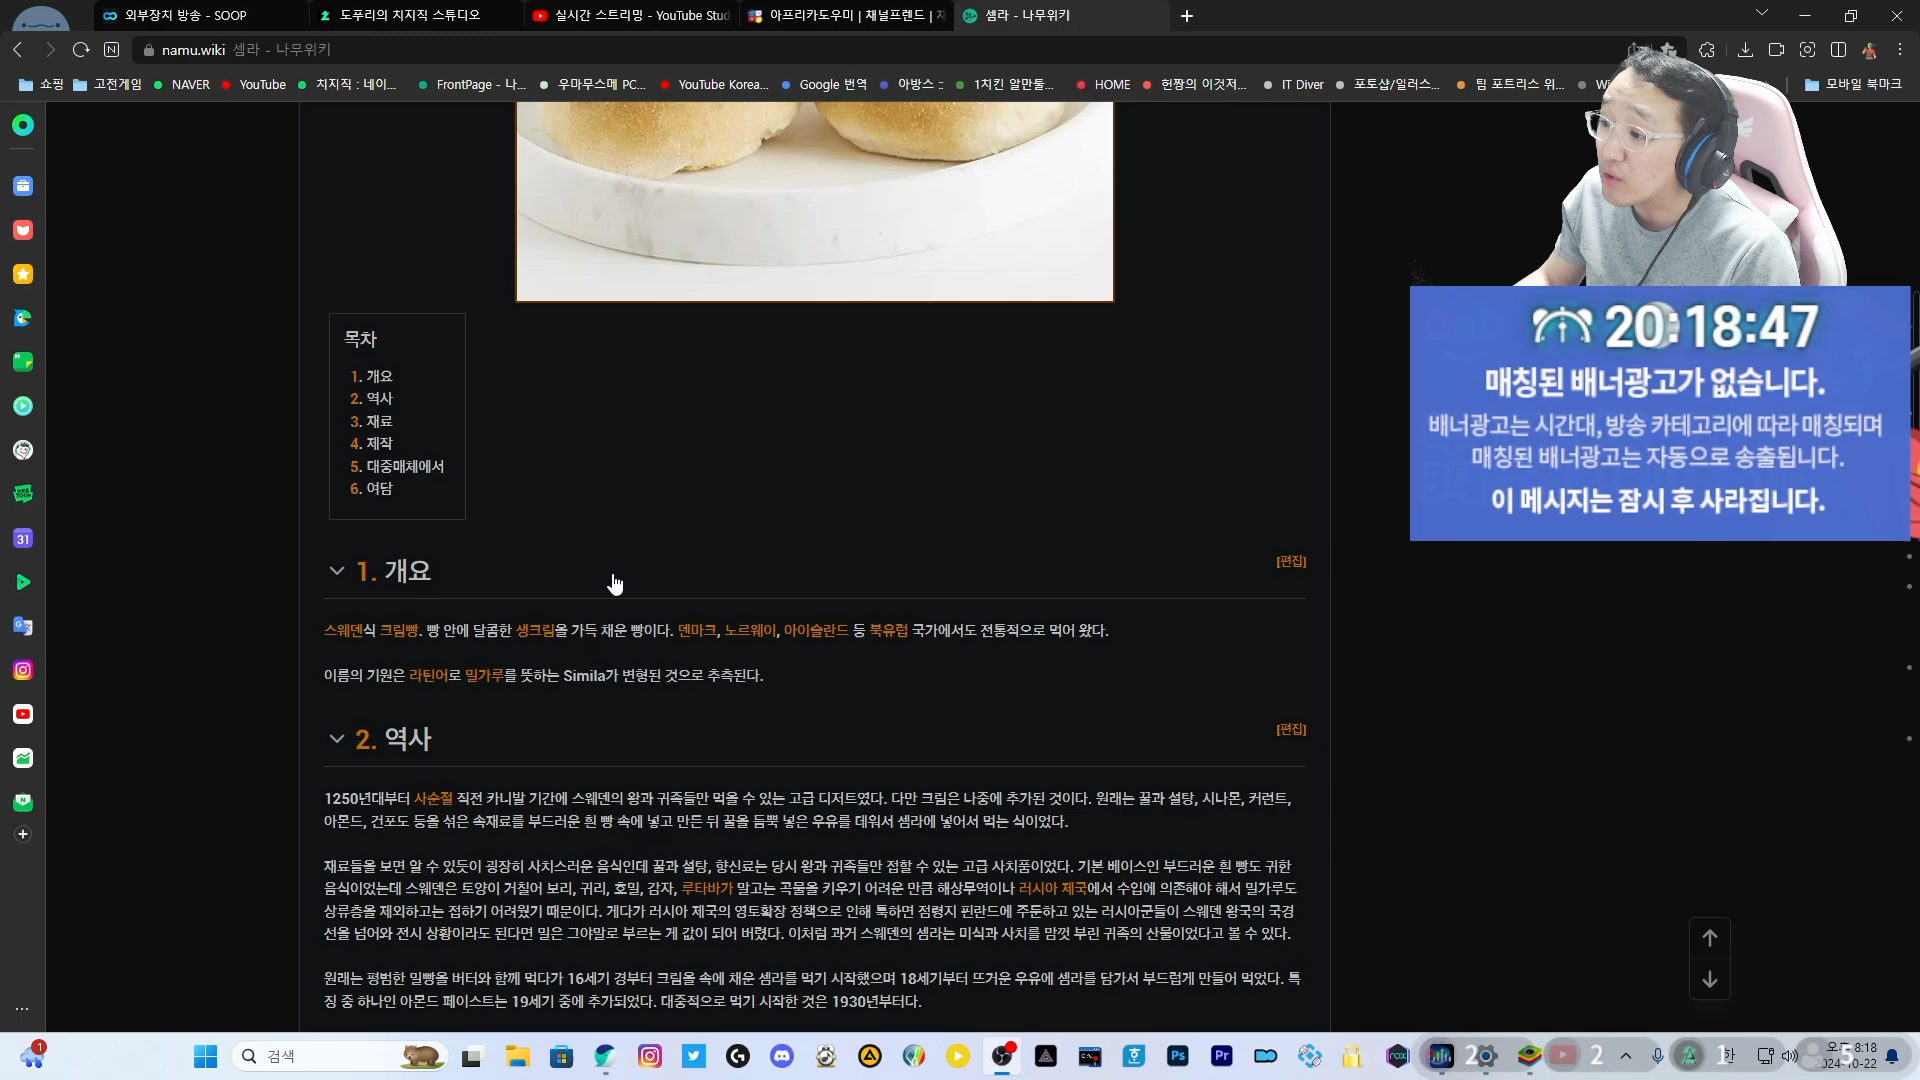 외부장치 방송 - SOOP
도푸리의 치지직 스튜디오
실시간 스트리밍 - YouTube Stud
아프리카도우미 | 채널프렌드 |
셈라 - 나무위키
namu.wiki 셈라 - 나무위키
쇼핑
고전게임
NAVER
YouTube
치지직 : 네이...
FrontPage - 나...
우마무스메 PC...
YouTube Korea...
Google 번역
아방스 ::
1치킨 알만툴...
HOME
헌짱의 이것저...
IT Diver
포토샵/일러스...
팀 포트리스 위...
모바일 북마크
20:18:47
매칭된 배너광고가 없습니다.
배너광고는 시간대, 방송 카테고리에 따라 매칭되며
매칭된 배너광고는 자동으로 송출됩니다.
이 메시지는 잠시 후 사라집니다.
목차
1. 개요
2. 역사
3. 재료
4. 제작
5. 대중매체에서
6. 여담
1. 개요
[편집]
스웨덴식 크림빵. 빵 안에 달콤한 생크림을 가득 채운 빵이다. 덴마크, 노르웨이, 아이슬란드 등 북유럽 국가에서도 전통적으로 먹어 왔다.
이름의 기원은 라틴어로 밀가루를 뜻하는 Simila가 변형된 것으로 추측된다.
2. 역사
[편집]
1250년대부터 사순절 직전 카니발 기간에 스웨덴의 왕과 귀족들만 먹을 수 있는 고급 디저트였다. 다만 크림은 나중에 추가된 것이다. 원래는 꿀과 설탕, 시나몬, 커런트,
아몬드, 건포도 등을 섞은 속재료를 부드러운 흰 빵 속에 넣고 만든 뒤 꿀을 듬뿍 넣은 우유를 데워서 셈라에 넣어서 먹는 식이었다.
재료들을 보면 알 수 있듯이 굉장히 사치스러운 음식인데 꿀과 설탕, 향신료는 당시 왕과 귀족들만 접할 수 있는 고급 사치품이었다. 기본 베이스인 부드러운 흰 빵도 귀한
음식이었는데 스웨덴은 토양이 거칠어 보리, 귀리, 호밀, 감자, 루타바가 말고는 곡물을 키우기 어려운 만큼 해상무역이나 러시아 제국에서 수입에 의존해야 해서 밀가루도
상류층을 제외하고는 접하기 어려웠기 때문이다. 게다가 러시아 제국의 영토확장 정책으로 인해 툭하면 점령지 핀란드에 주둔하고 있는 러시아군들이 스웨덴 왕국의 국경
선을 넘어와 전시 상황이라도 된다면 밀은 그야말로 부르는 게 값이 되어 버렸다. 이처럼 과거 스웨덴의 셈라는 미식과 사치를 맘껏 부린 귀족의 산물이었다고 볼 수 있다.
원래는 평범한 밀빵을 버터와 함께 먹다가 16세기 경부터 크림을 속에 채운 셈라를 먹기 시작했으며 18세기부터 뜨거운 우유에 셈라를 담가서 부드럽게 만들어 먹었다. 특
징 중 하나인 아몬드 페이스트는 19세기 중에 추가되었다. 대중적으로 먹기 시작한 것은 1930년부터다.
31
검색
Ps
Pr
오후 8:18
2024-10-22